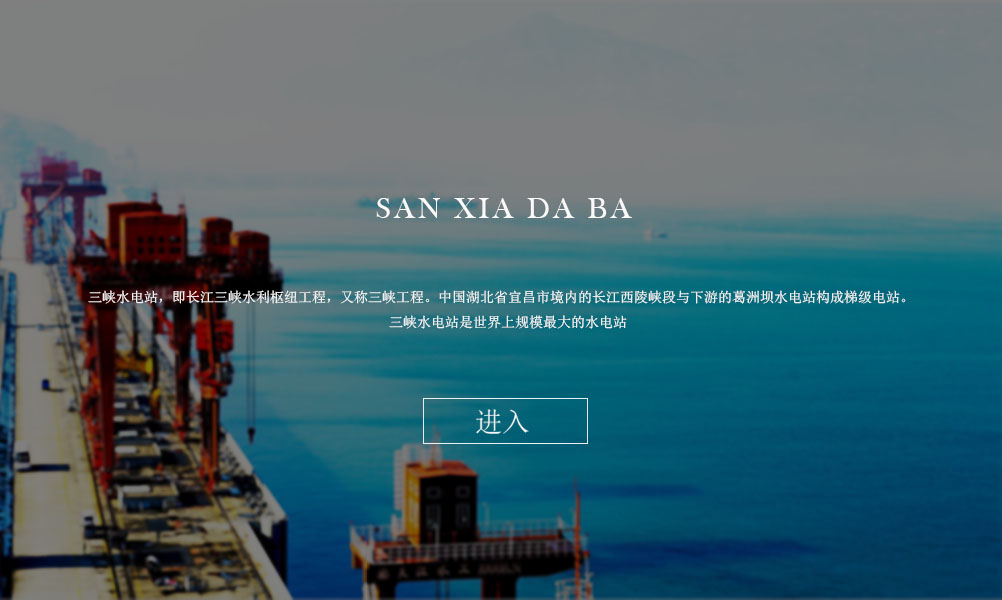 SAN XIA DA BA
三峡水电站，即长江三峡水利枢纽工程，又称三峡工程。中国湖北省宜昌市境内的长江西陵峡段与下游的葛洲坝水电站构成梯级电站。
三峡水电站是世界上规模最大的水电站
进入